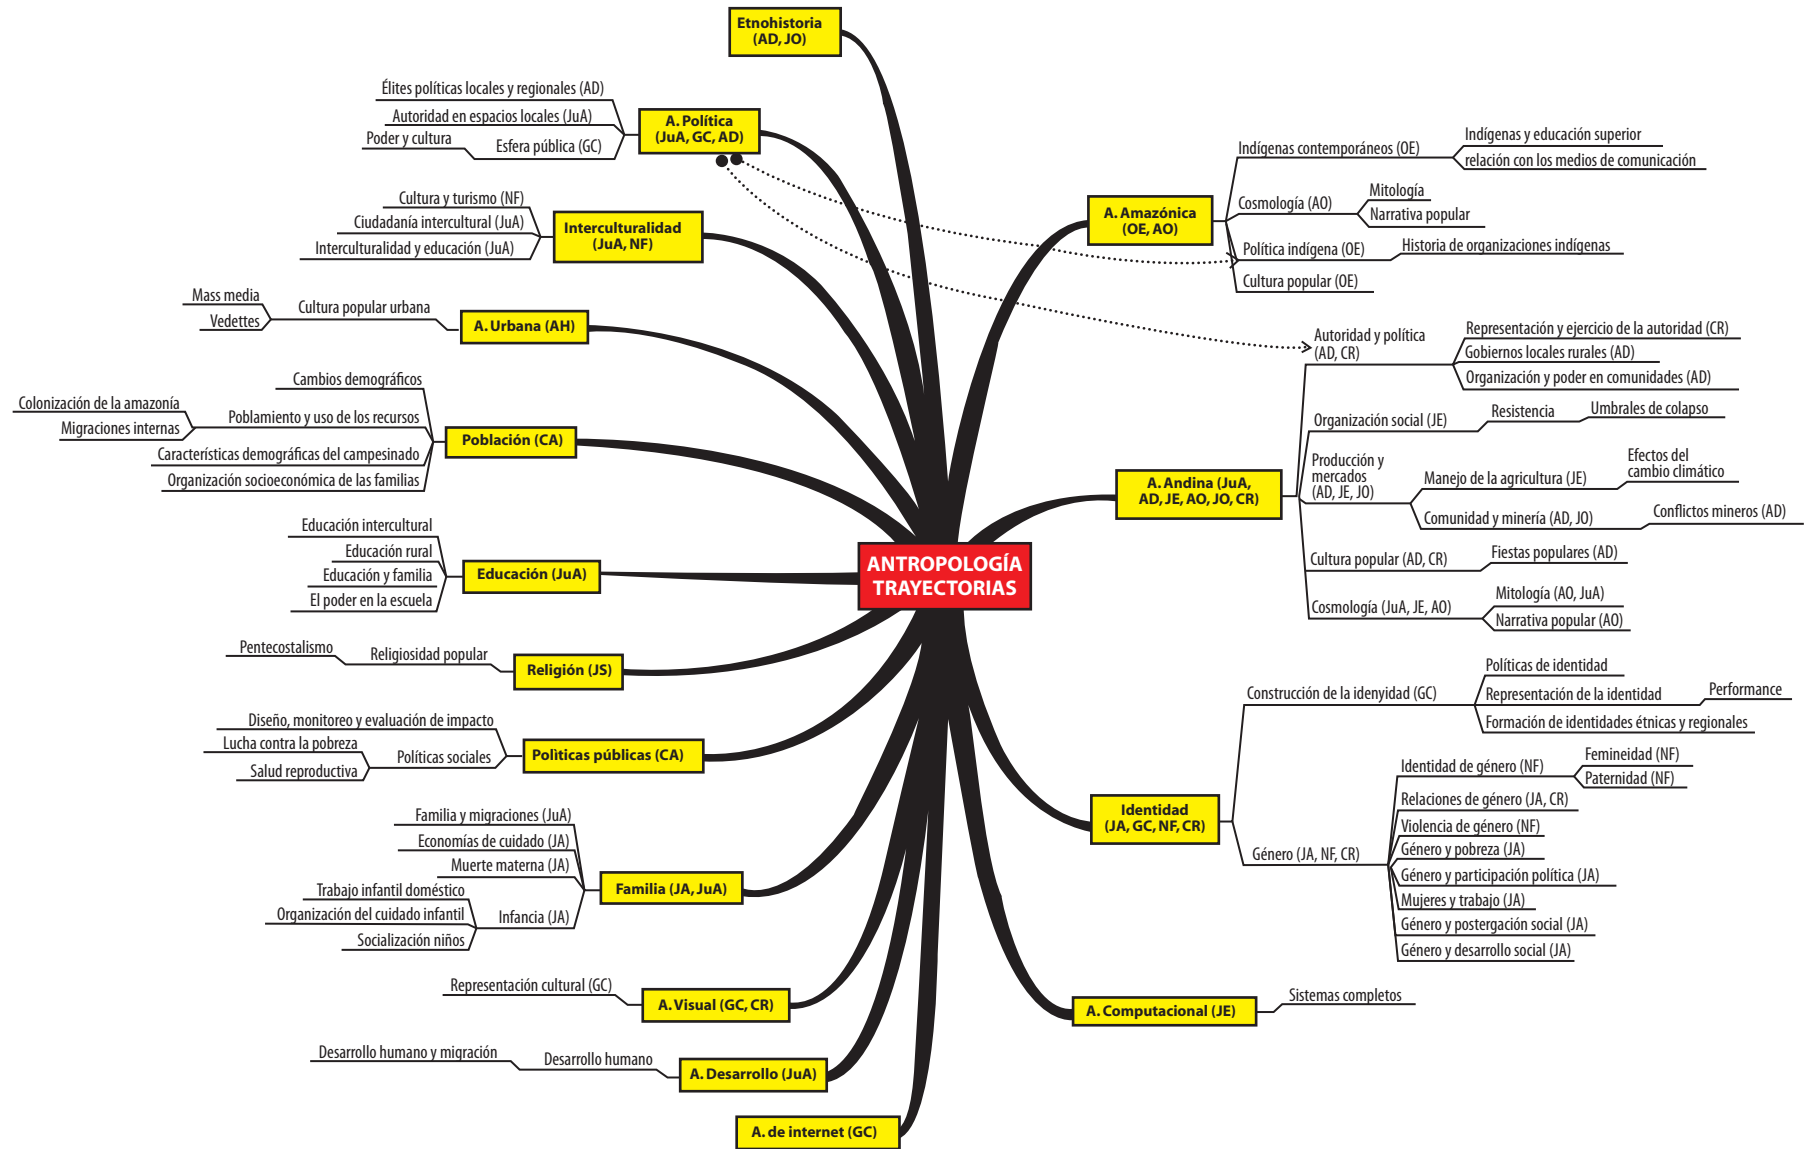 Etnohistoria
(AD, JO)
Élites políticas locales y regionales (AD)
Autoridad en espacios locales (JuA)
Poder y cultura
Esfera pública (GC)
A. Política
(JuA, GC, AD)
Cultura y turismo (NF)
Ciudadanía intercultural (JuA)
Interculturalidad y educación (JuA)
Interculturalidad
(JuA, NF)
Mass media
Vedettes
Cultura popular urbana
A. Urbana (AH)
Cambios demográficos
Colonización de la amazonía
Migraciones internas
Poblamiento y uso de los recursos
Características demográficas del campesinado
Organización socioeconómica de las familias
Población (CA)
Educación intercultural
Educación rural
Educación y familia
El poder en la escuela
Educación (JuA)
Pentecostalismo
Religiosidad popular
Religión (JS)
Diseño, monitoreo y evaluación de impacto
Lucha contra la pobreza
Salud reproductiva
Políticas sociales
Polìticas públicas (CA)
Familia y migraciones (JuA)
Economías de cuidado (JA)
Muerte materna (JA)
Trabajo infantil doméstico
Organización del cuidado infantil
Socialización niños
Infancia (JA)
Familia (JA, JuA)
Representación cultural (GC)
A. Visual (GC, CR)
Desarrollo humano y migración
Desarrollo humano
A. Desarrollo (JuA)
A. de internet (GC)
ANTROPOLOGÍA
TRAYECTORIAS
A. Amazónica
(OE, AO)
Indígenas contemporáneos (OE)
Indígenas y educación superior
relación con los medios de comunicación
Cosmología (AO)
Mitología
Narrativa popular
Política indígena (OE)
Historia de organizaciones indígenas
Cultura popular (OE)
A. Andina (JuA,
AD, JE, AO, JO, CR)
Autoridad y política
(AD, CR)
Representación y ejercicio de la autoridad (CR)
Gobiernos locales rurales (AD)
Organización y poder en comunidades (AD)
Organización social (JE)
Resistencia
Umbrales de colapso
Producción y
mercados
(AD, JE, JO)
Manejo de la agricultura (JE)
Efectos del
cambio climático
Comunidad y minería (AD, JO)
Conflictos mineros (AD)
Cultura popular (AD, CR)
Fiestas populares (AD)
Cosmología (JuA, JE, AO)
Mitología (AO, JuA)
Narrativa popular (AO)
Identidad
(JA, GC, NF, CR)
Construcción de la idenyidad (GC)
Políticas de identidad
Representación de la identidad
Performance
Formación de identidades étnicas y regionales
Género (JA, NF, CR)
Identidad de género (NF)
Femineidad (NF)
Paternidad (NF)
Relaciones de género (JA, CR)
Violencia de género (NF)
Género y pobreza (JA)
Género y participación política (JA)
Mujeres y trabajo (JA)
Género y postergación social (JA)
Género y desarrollo social (JA)
A. Computacional (JE)
Sistemas completos